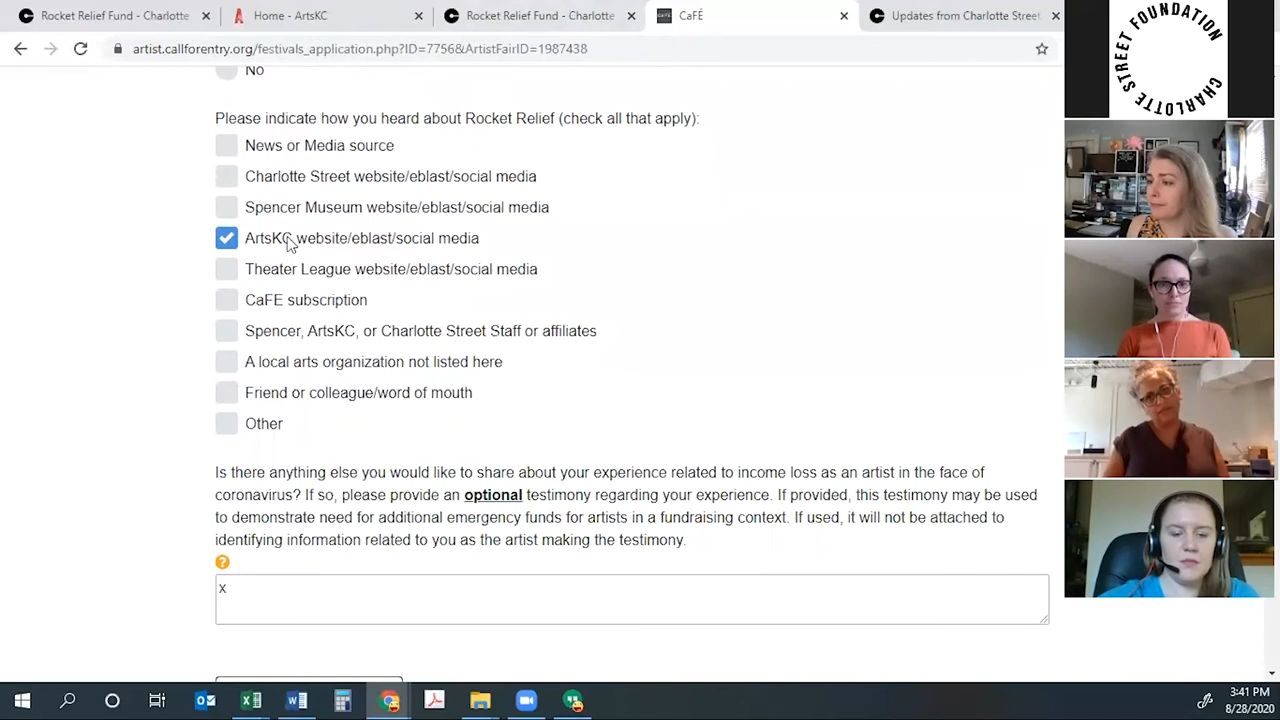 Rocket Relief Fund - Charlotte
Home - ArtsKC
Rocket Relief Fund - Charlotte
CaFÉ
Updates from Charlotte Street
artist.callforentry.org/festivals_application.php?ID=7756&ArtistFairID=1987438
CHARLOTTE STREET FOUNDATION
No
Please indicate how you heard about Rocket Relief (check all that apply):
News or Media source
Charlotte Street website/eblast/social media
Spencer Museum website/eblast/social media
ArtsKC website/eblast/social media
Theater League website/eblast/social media
CaFE subscription
Spencer, ArtsKC, or Charlotte Street Staff or affiliates
A local arts organization not listed here
Friend or colleague/word of mouth
Other
Is there anything else you would like to share about your experience related to income loss as an artist in the face of
coronavirus? If so, please provide an optional testimony regarding your experience. If provided, this testimony may be used
to demonstrate need for additional emergency funds for artists in a fundraising context. If used, it will not be attached to
identifying information related to you as the artist making the testimony.
?
x
3:41 PM
8/28/2020